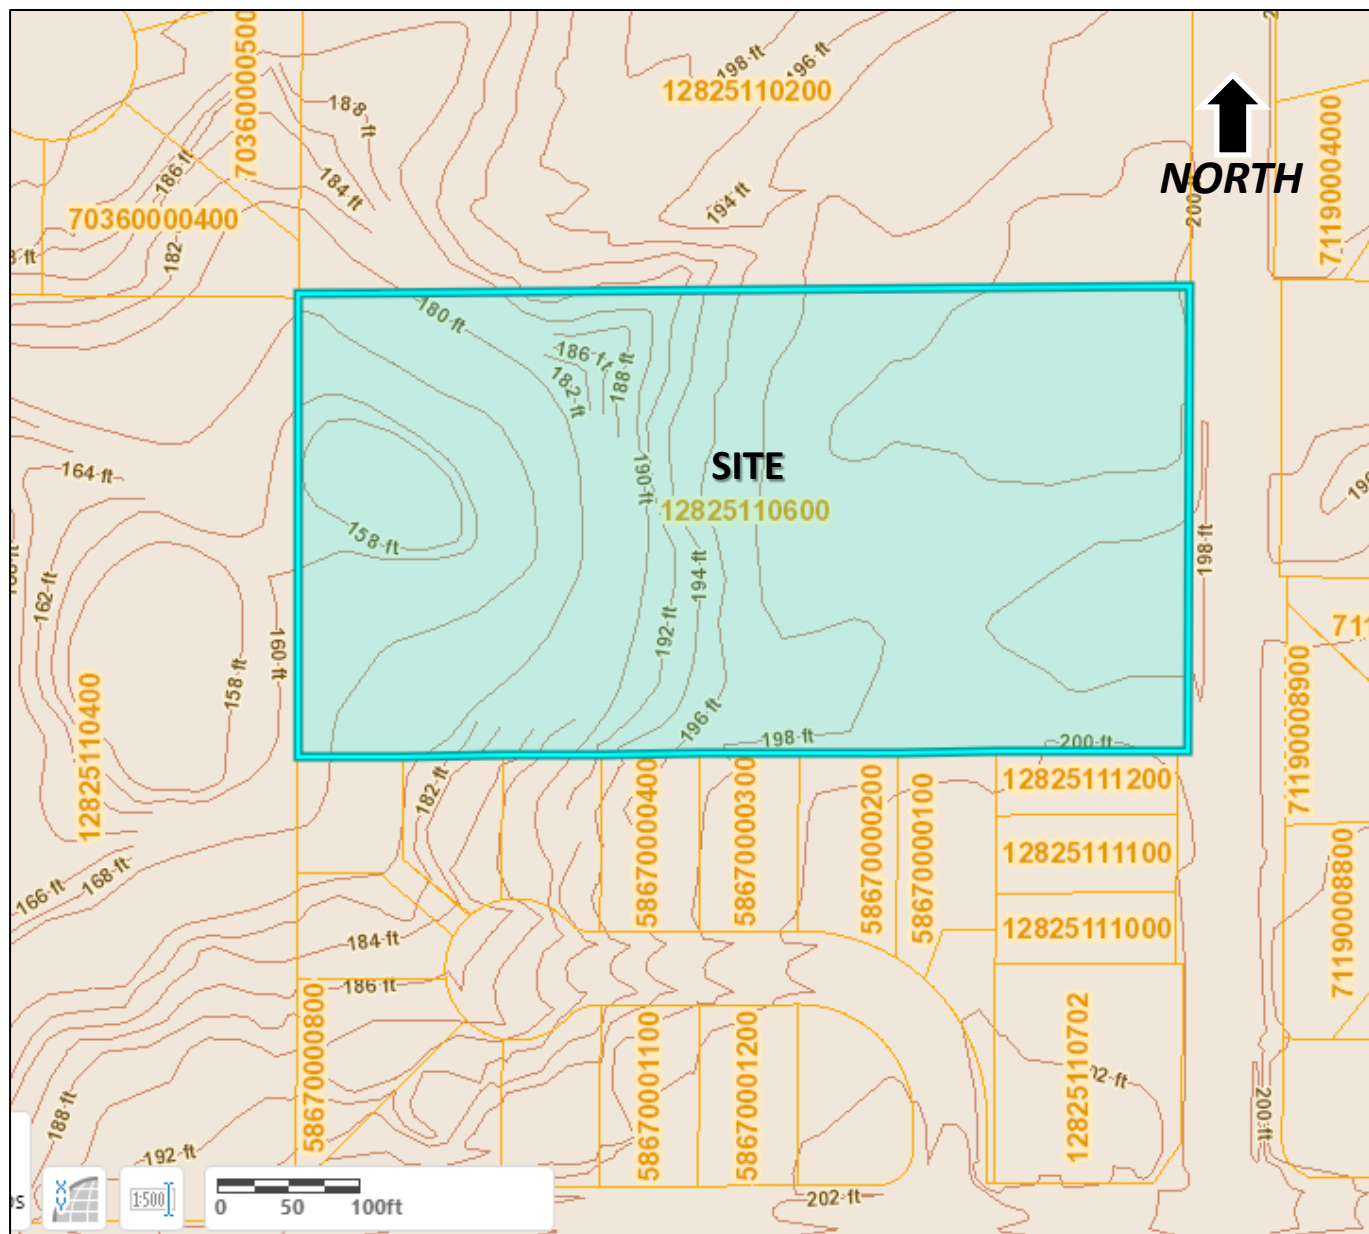 198 ft
196 ft
12825110200
70360000500
188 ft
186 ft
184 ft
200
NORTH
71190004000
194 ft
70360000400
182
180 ft
186 ft
188 ft
182 ft
SITE
190 ft
12825110600
164 ft
158 ft
198 ft
162 ft
194 ft
192 ft
160 ft
158 ft
12825110400
196 ft
198 ft
200 ft
71190008900
182 ft
58670000400
58670000300
58670000200
58670000100
12825111200
12825111100
12825111000
71190008800
166 ft
168 ft
184 ft
186 ft
58670000800
58670001100
58670001200
12825110702
02 ft
200 ft
188 ft
192 ft
202 ft
X
Y
1:500
0 50 100ft